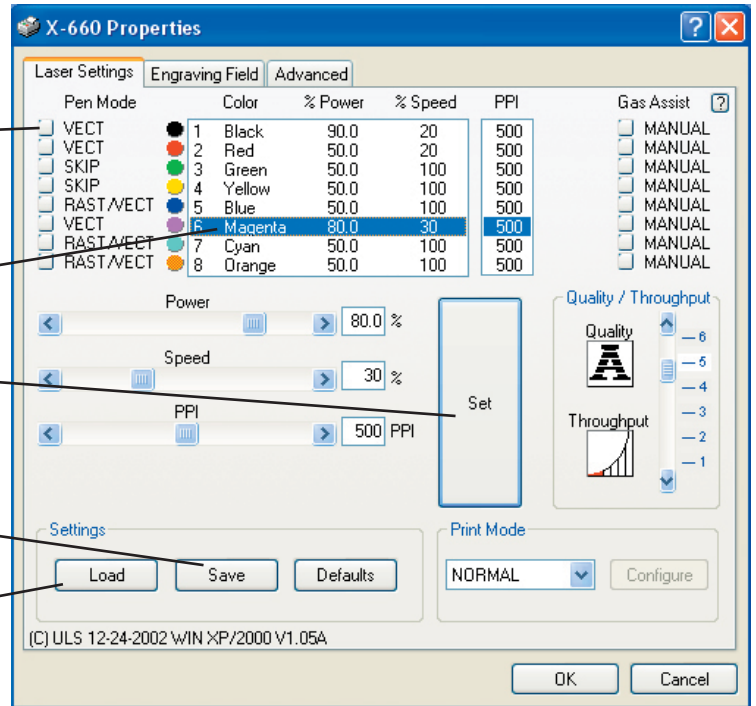 X-660 Properties
Laser Settings Engraving Field Advanced
Pen Mode Color % Power % Speed PPI Gas Assist ?
VECT 1 Black 90.0 20 500 MANUAL
VECT 2 Red 50.0 20 500 MANUAL
SKIP 3 Green 50.0 100 500 MANUAL
SKIP 4 Yellow 50.0 100 500 MANUAL
RAST/VECT 5 Blue 50.0 100 500 MANUAL
VECT 6 Magenta 80.0 30 500 MANUAL
RAST/VECT 7 Cyan 50.0 100 500 MANUAL
RAST/VECT 8 Orange 50.0 100 500 MANUAL
Power
80.0 %
Speed
30 %
PPI
500 PPI
Set
Quality / Throughput
Quality
A
Throughput
6
5
4
3
2
1
Settings
Load Save Defaults
Print Mode
NORMAL Configure
(C) ULS 12-24-2002 WIN XP/2000 V1.05A
OK Cancel